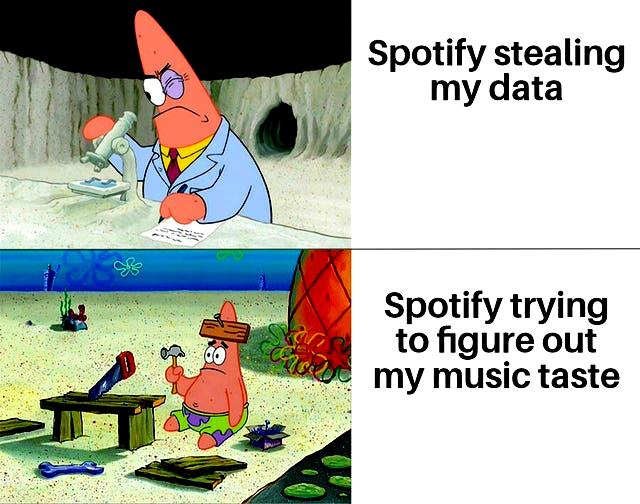 Spotify stealing
my data
Spotify trying
to figure out
my music taste